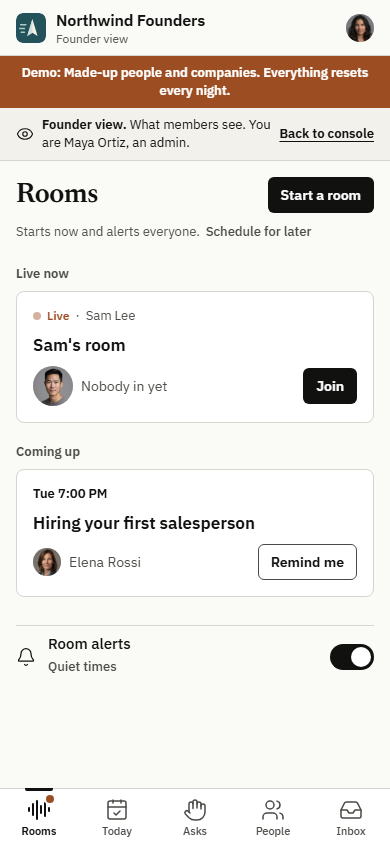 Northwind Founders
Founder view
Demo: Made-up people and companies. Everything resets
every night.
Founder view. What members see. You
are Maya Ortiz, an admin.
Back to console
Rooms
Start a room
Starts now and alerts everyone. Schedule for later
Live now
Live · Sam Lee
Sam's room
Nobody in yet
Join
Coming up
Tue 7:00 PM
Hiring your first salesperson
Elena Rossi
Remind me
Room alerts
Quiet times
Rooms
Today
Asks
People
Inbox